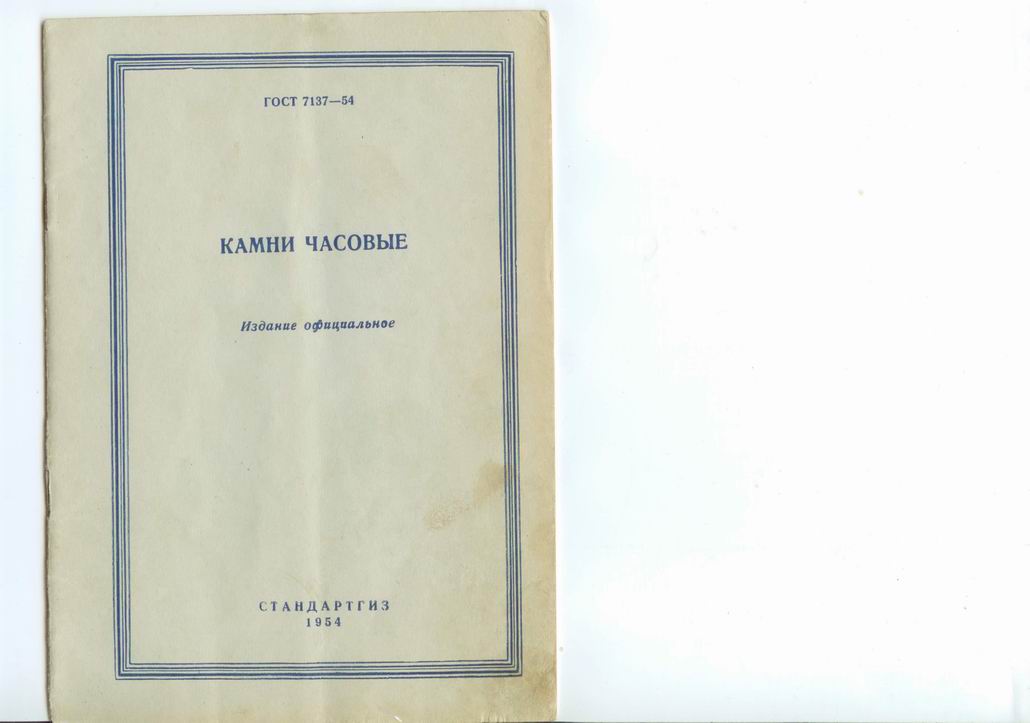 ГОСТ 7137—54
КАМНИ ЧАСОВЫЕ
Издание официальное
СТАНДАРТГИЗ
1954